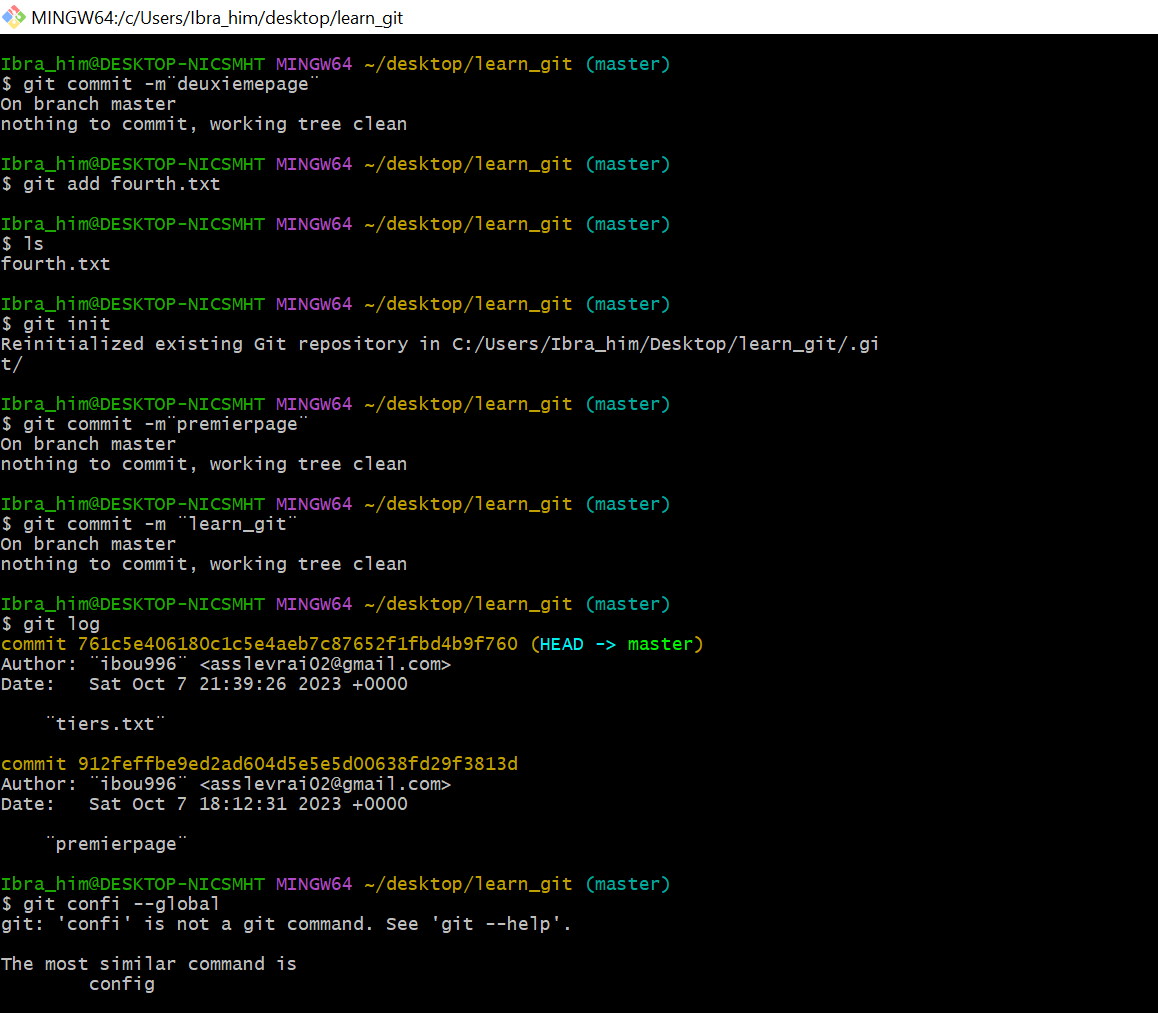 MINGW64:/c/Users/Ibra_him/desktop/learn_git
Ibra_him@DESKTOP-NICSMHT MINGW64 ~/desktop/learn_git (master)
$ git commit -m¨deuxiemepage¨
On branch master
nothing to commit, working tree clean
Ibra_him@DESKTOP-NICSMHT MINGW64 ~/desktop/learn_git (master)
$ git add fourth.txt
Ibra_him@DESKTOP-NICSMHT MINGW64 ~/desktop/learn_git (master)
$ ls
fourth.txt
Ibra_him@DESKTOP-NICSMHT MINGW64 ~/desktop/learn_git (master)
$ git init
Reinitialized existing Git repository in C:/Users/Ibra_him/Desktop/learn_git/.gi
t/
Ibra_him@DESKTOP-NICSMHT MINGW64 ~/desktop/learn_git (master)
$ git commit -m¨premierpage¨
On branch master
nothing to commit, working tree clean
Ibra_him@DESKTOP-NICSMHT MINGW64 ~/desktop/learn_git (master)
$ git commit -m ¨learn_git¨
On branch master
nothing to commit, working tree clean
Ibra_him@DESKTOP-NICSMHT MINGW64 ~/desktop/learn_git (master)
$ git log
commit 761c5e406180c1c5e4aeb7c87652f1fbd4b9f760 (HEAD -> master)
Author: ¨ibou996¨ <asslevrai02@gmail.com>
Date:   Sat Oct 7 21:39:26 2023 +0000
    ¨tiers.txt¨
commit 912feffbe9ed2ad604d5e5e5d00638fd29f3813d
Author: ¨ibou996¨ <asslevrai02@gmail.com>
Date:   Sat Oct 7 18:12:31 2023 +0000
    ¨premierpage¨
Ibra_him@DESKTOP-NICSMHT MINGW64 ~/desktop/learn_git (master)
$ git confi --global
git: 'confi' is not a git command. See 'git --help'.
The most similar command is
        config